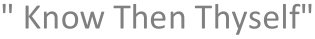 " Know Then Thyself"